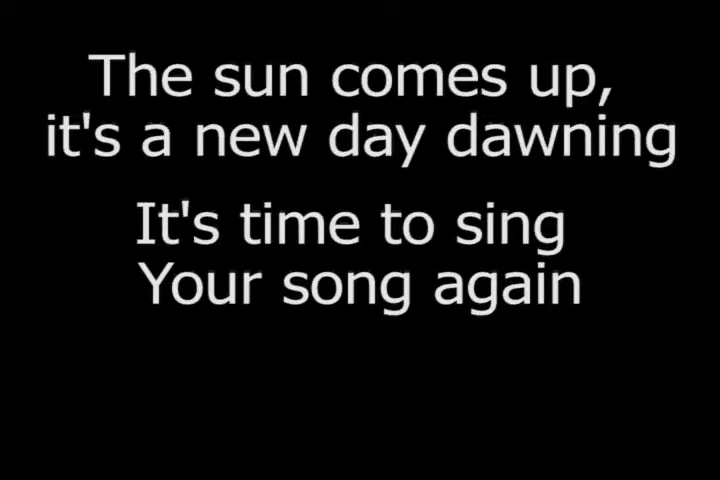 The sun comes up,
it's a new day dawning
It's time to sing
Your song again